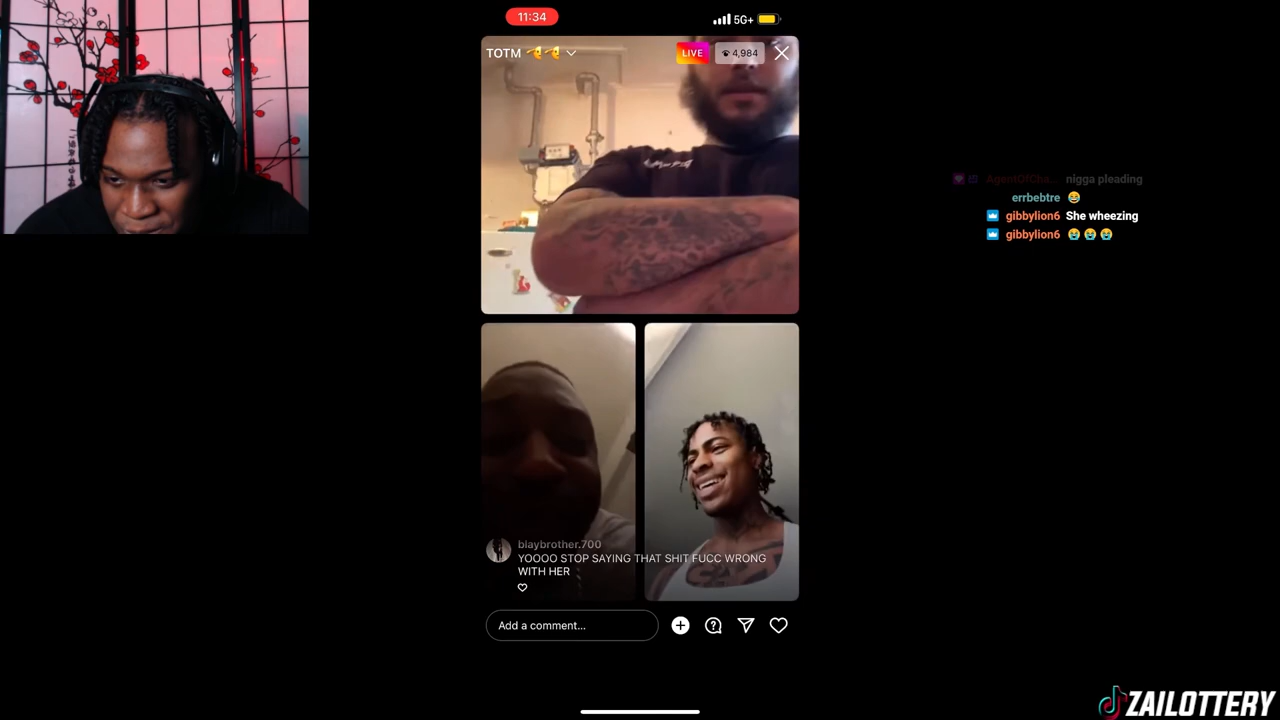 11:34
5G+
TOTM
LIVE
4,984
AgentOfCha... nigga pleading
errbebtre 😂
gibbylion6 She wheezing
gibbylion6 😭 😭 😭
blaybrother.700
YOOOO STOP SAYING THAT SHIT FUCC WRONG
WITH HER
Add a comment...
ZAILOTTERY